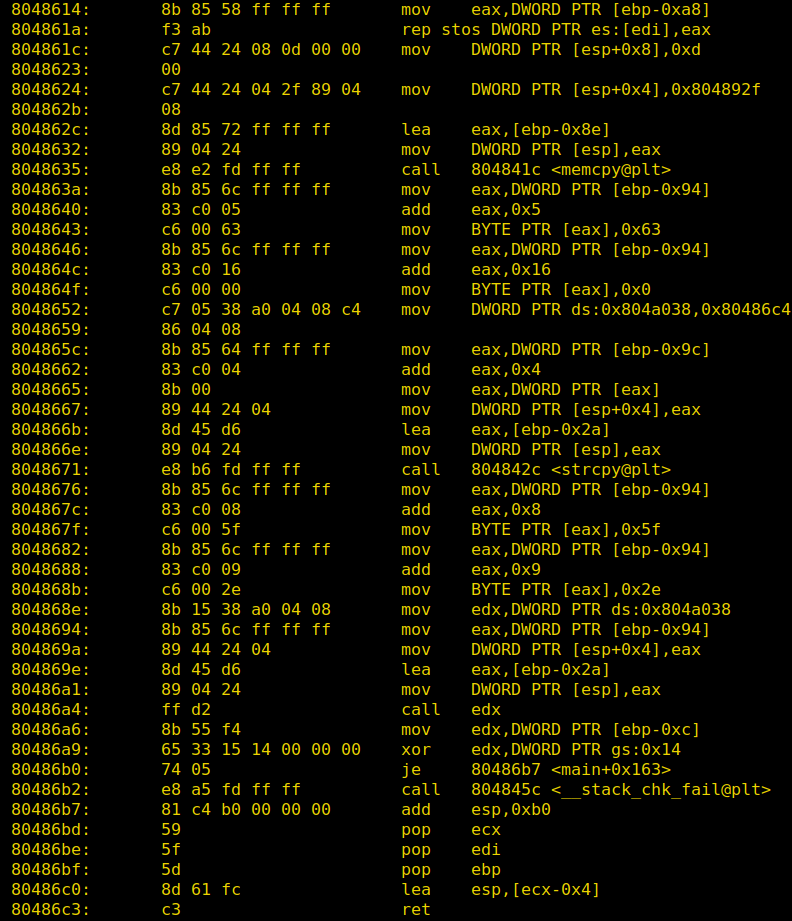 8048614: 8b 85 58 ff ff ff mov eax,DWORD PTR [ebp-0xa8]
804861a: f3 ab rep stos DWORD PTR es:[edi],eax
804861c: c7 44 24 08 0d 00 00 mov DWORD PTR [esp+0x8],0xd
8048623: 00
8048624: c7 44 24 04 2f 89 04 mov DWORD PTR [esp+0x4],0x804892f
804862b: 08
804862c: 8d 85 72 ff ff ff lea eax,[ebp-0x8e]
8048632: 89 04 24 mov DWORD PTR [esp],eax
8048635: e8 e2 fd ff ff call 804841c <memcpy@plt>
804863a: 8b 85 6c ff ff ff mov eax,DWORD PTR [ebp-0x94]
8048640: 83 c0 05 add eax,0x5
8048643: c6 00 63 mov BYTE PTR [eax],0x63
8048646: 8b 85 6c ff ff ff mov eax,DWORD PTR [ebp-0x94]
804864c: 83 c0 16 add eax,0x16
804864f: c6 00 00 mov BYTE PTR [eax],0x0
8048652: c7 05 38 a0 04 08 c4 mov DWORD PTR ds:0x804a038,0x80486c4
8048659: 86 04 08
804865c: 8b 85 64 ff ff ff mov eax,DWORD PTR [ebp-0x9c]
8048662: 83 c0 04 add eax,0x4
8048665: 8b 00 mov eax,DWORD PTR [eax]
8048667: 89 44 24 04 mov DWORD PTR [esp+0x4],eax
804866b: 8d 45 d6 lea eax,[ebp-0x2a]
804866e: 89 04 24 mov DWORD PTR [esp],eax
8048671: e8 b6 fd ff ff call 804842c <strcpy@plt>
8048676: 8b 85 6c ff ff ff mov eax,DWORD PTR [ebp-0x94]
804867c: 83 c0 08 add eax,0x8
804867f: c6 00 5f mov BYTE PTR [eax],0x5f
8048682: 8b 85 6c ff ff ff mov eax,DWORD PTR [ebp-0x94]
8048688: 83 c0 09 add eax,0x9
804868b: c6 00 2e mov BYTE PTR [eax],0x2e
804868e: 8b 15 38 a0 04 08 mov edx,DWORD PTR ds:0x804a038
8048694: 8b 85 6c ff ff ff mov eax,DWORD PTR [ebp-0x94]
804869a: 89 44 24 04 mov DWORD PTR [esp+0x4],eax
804869e: 8d 45 d6 lea eax,[ebp-0x2a]
80486a1: 89 04 24 mov DWORD PTR [esp],eax
80486a4: ff d2 call edx
80486a6: 8b 55 f4 mov edx,DWORD PTR [ebp-0xc]
80486a9: 65 33 15 14 00 00 00 xor edx,DWORD PTR gs:0x14
80486b0: 74 05 je 80486b7 <main+0x163>
80486b2: e8 a5 fd ff ff call 804845c <__stack_chk_fail@plt>
80486b7: 81 c4 b0 00 00 00 add esp,0xb0
80486bd: 59 pop ecx
80486be: 5f pop edi
80486bf: 5d pop ebp
80486c0: 8d 61 fc lea esp,[ecx-0x4]
80486c3: c3 ret